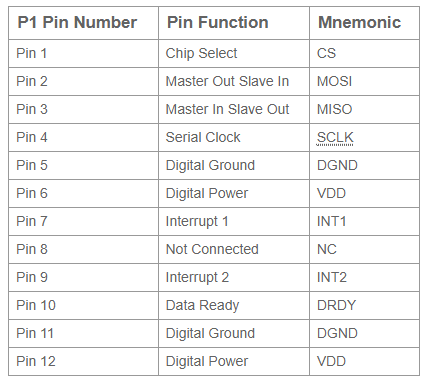 P1 Pin Number Pin Function Mnemonic
Pin 1 Chip Select CS
Pin 2 Master Out Slave In MOSI
Pin 3 Master In Slave Out MISO
Pin 4 Serial Clock SCLK
Pin 5 Digital Ground DGND
Pin 6 Digital Power VDD
Pin 7 Interrupt 1 INT1
Pin 8 Not Connected NC
Pin 9 Interrupt 2 INT2
Pin 10 Data Ready DRDY
Pin 11 Digital Ground DGND
Pin 12 Digital Power VDD